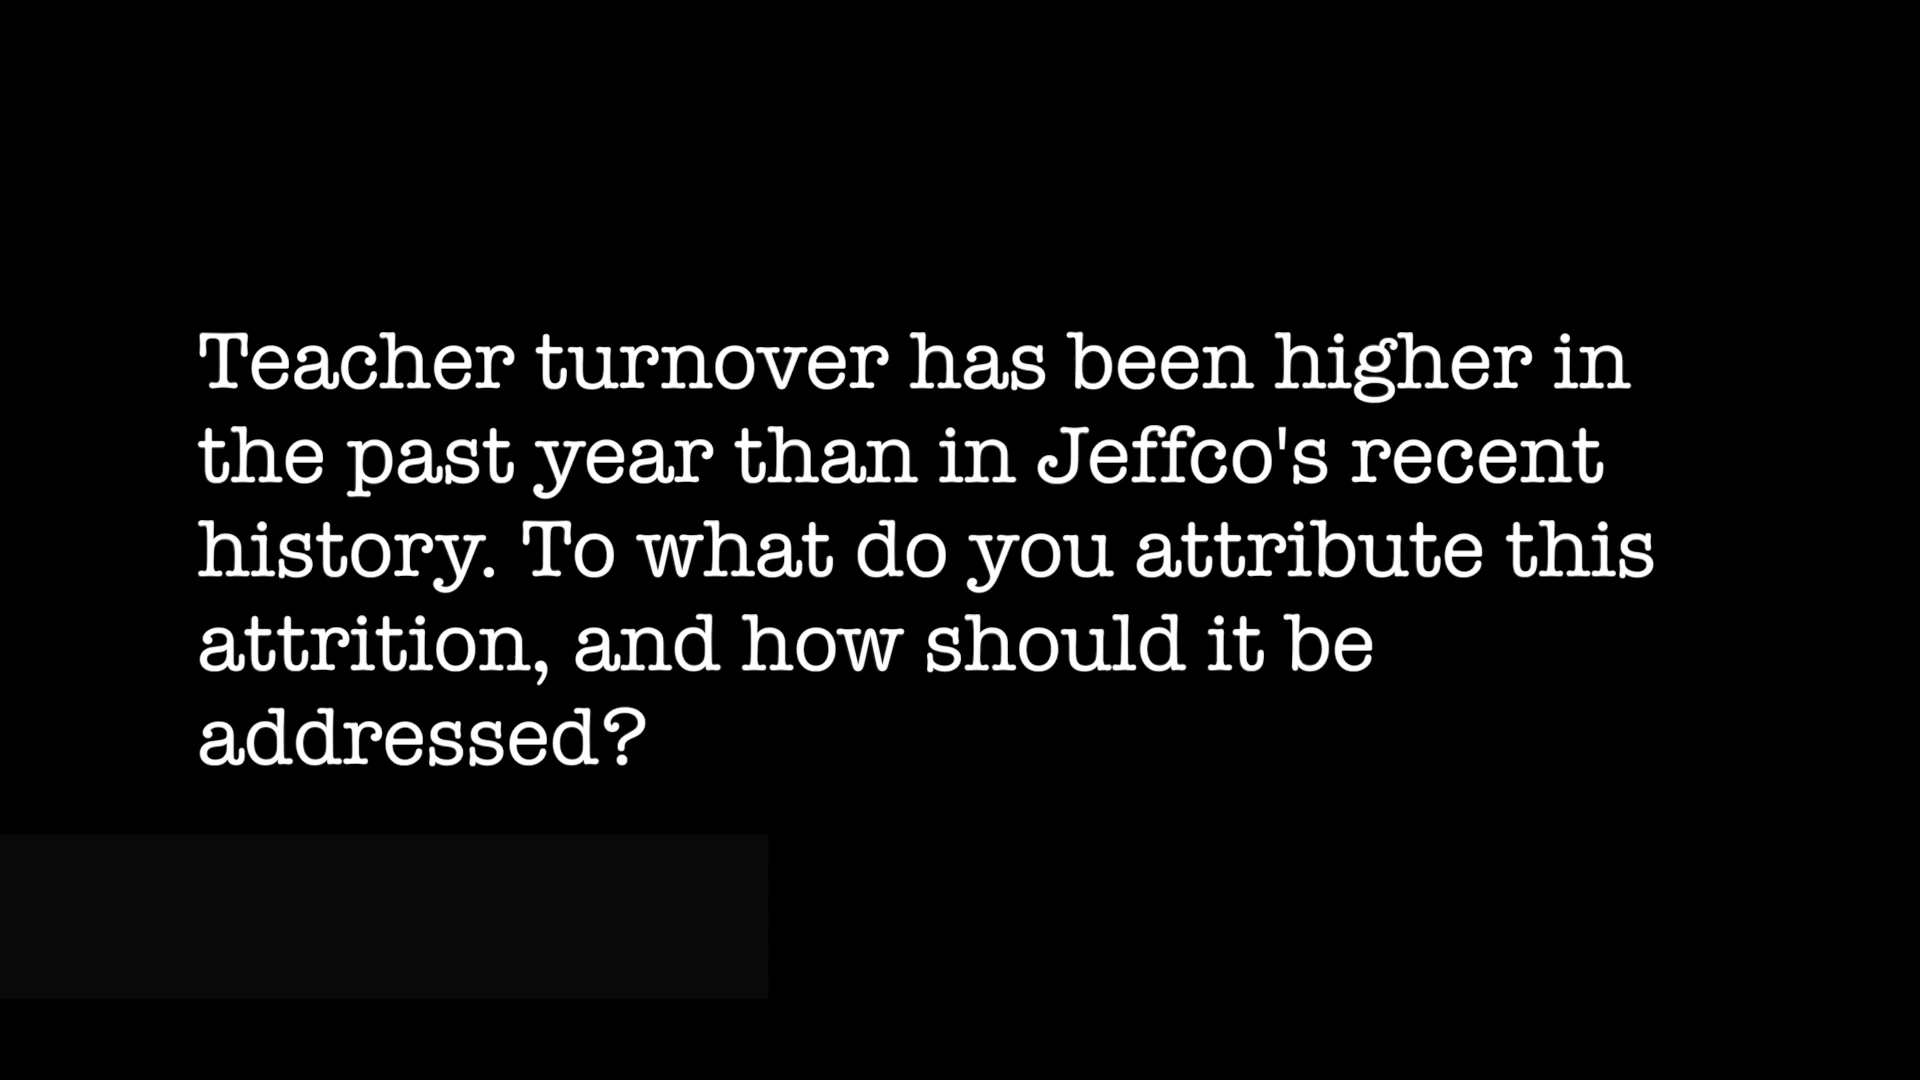 Teacher turnover has been higher in
the past year than in Jeffco's recent
history. To what do you attribute this
attrition, and how should it be
addressed?